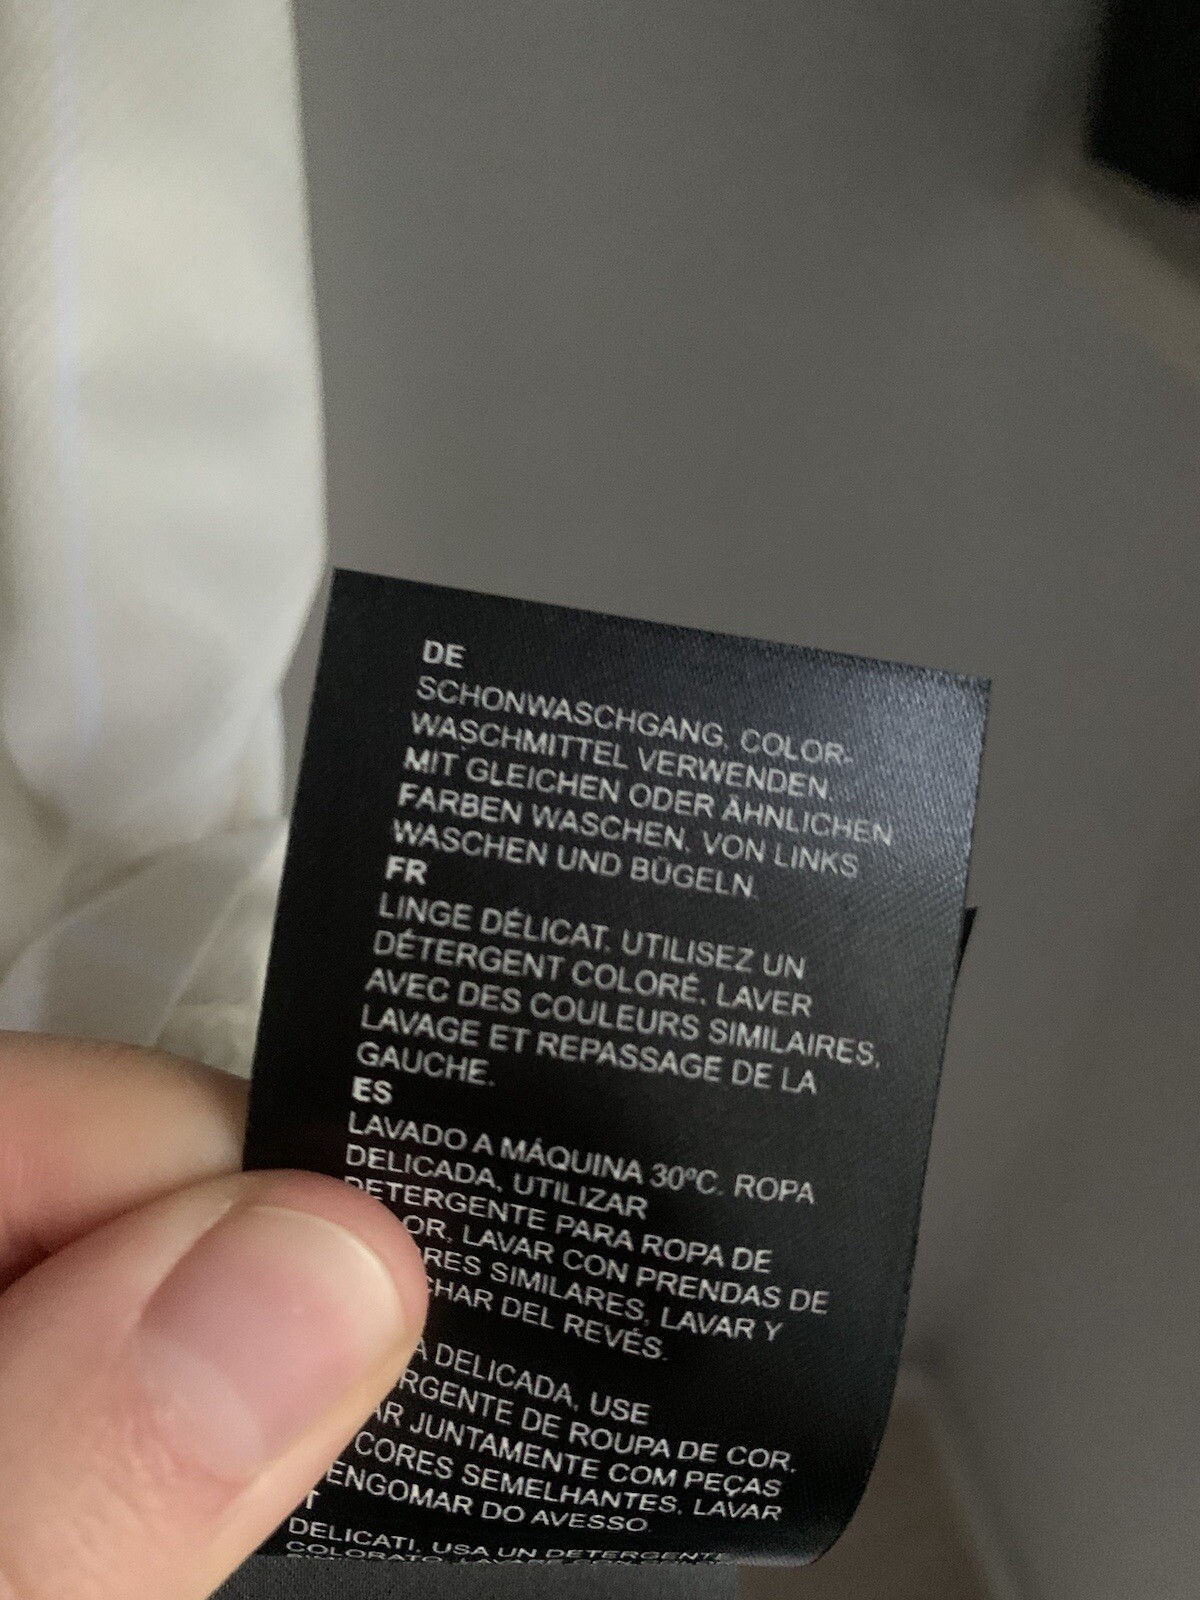 DE
SCHONWASCHGANG, COLOR-
WASCHMITTEL VERWENDEN.
MIT GLEICHEN ODER ÄHNLICHEN
FARBEN WASCHEN, VON LINKS
WASCHEN UND BÜGELN.
FR
LINGE DÉLICAT. UTILISEZ UN
DÉTERGENT COLORÉ. LAVER
AVEC DES COULEURS SIMILAIRES,
LAVAGE ET REPASSAGE DE LA
GAUCHE.
ES
LAVADO A MÁQUINA 30ºC. ROPA
DELICADA, UTILIZAR
DETERGENTE PARA ROPA DE
OR. LAVAR CON PRENDAS DE
RES SIMILARES, LAVAR Y
CHAR DEL REVÉS.
A DELICADA, USE
RGENTE DE ROUPA DE COR.
AR JUNTAMENTE COM PEÇAS
CORES SEMELHANTES. LAVAR
ENGOMAR DO AVESSO.
T
DELICATI. USA UN DETERGENTE
COLORATO.